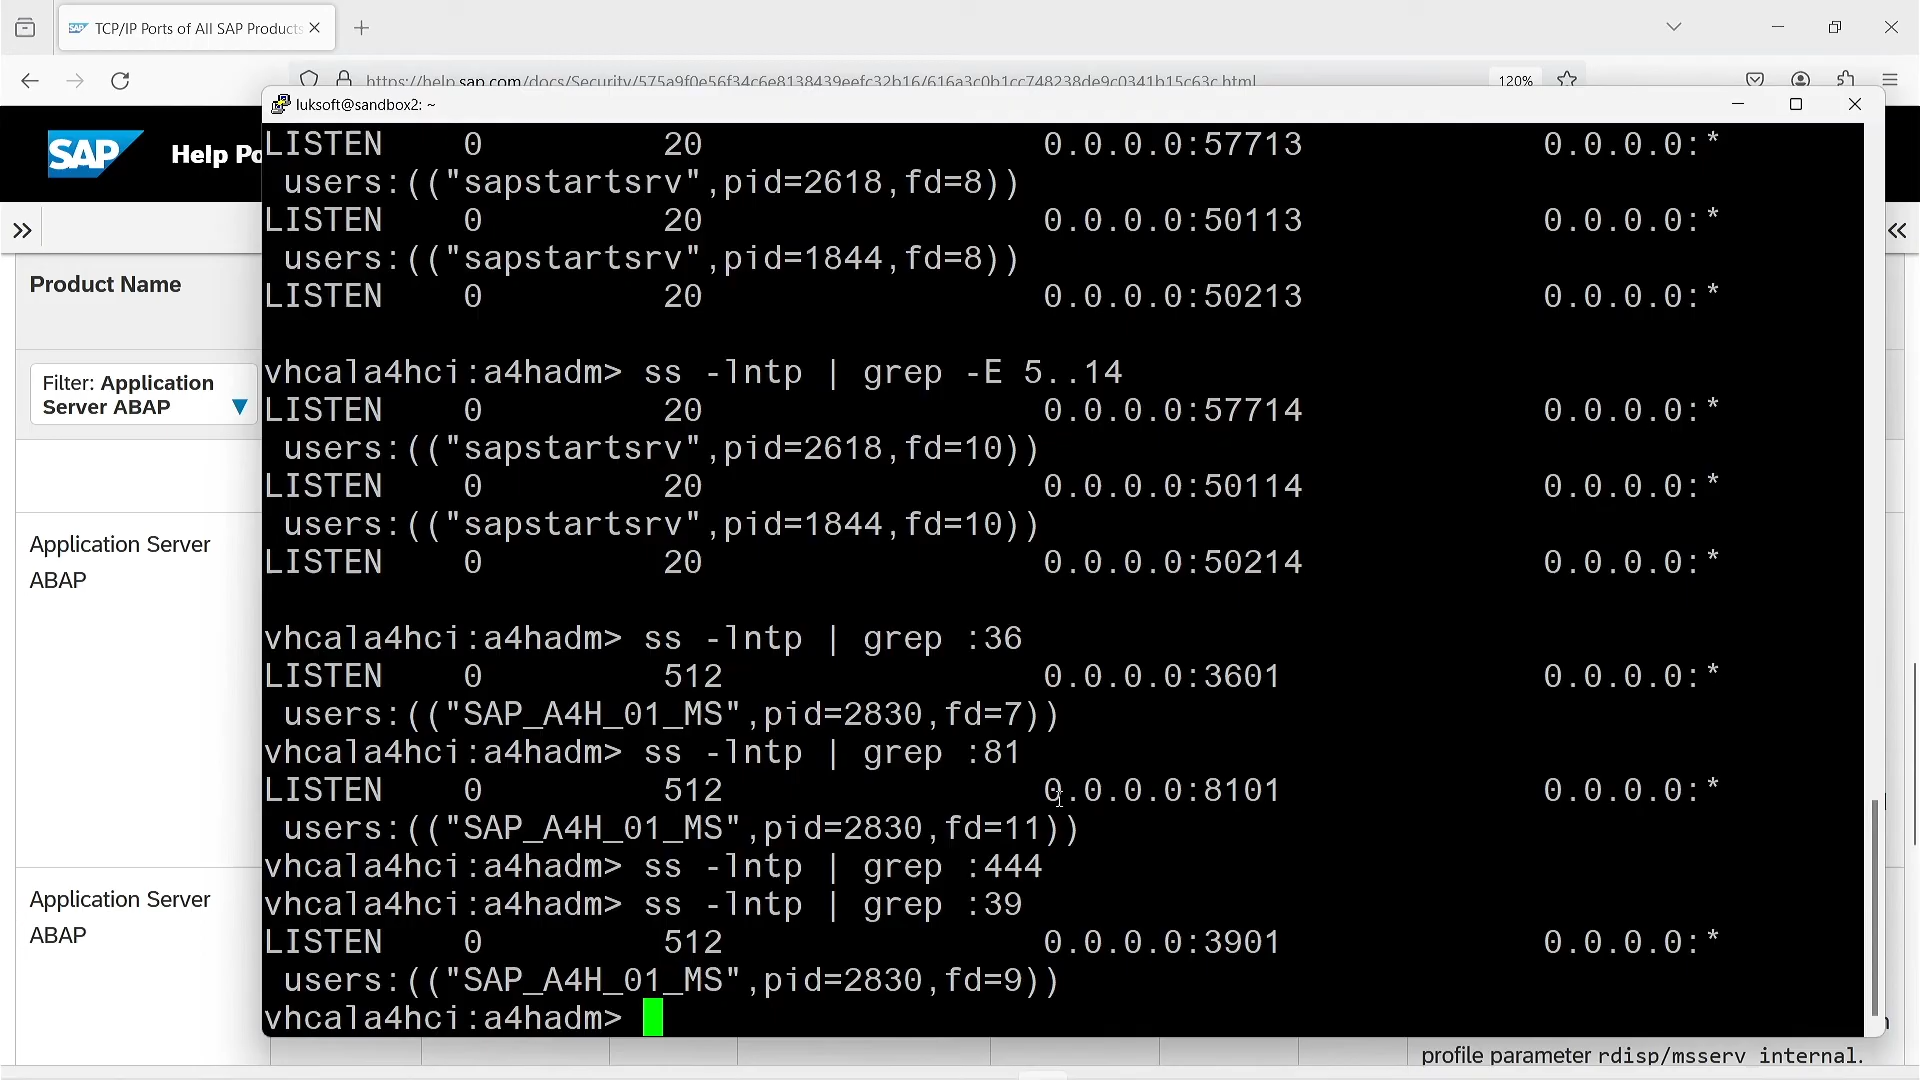 TCP/IP Ports of All SAP Products
https://help.sap.com/docs/Security/575a9f0e56f34c6e8138439eefc32b16/616a3c0b1cc748238de9c0341b15c63c.html
120%
luksoft@sandbox2: ~
SAP Help Po
Product Name
Filter: Application
Server ABAP
Application Server
ABAP
Application Server
ABAP
LISTEN 0 20 0.0.0.0:57713 0.0.0.0:*
users:(("sapstartsrv",pid=2618,fd=8))
LISTEN 0 20 0.0.0.0:50113 0.0.0.0:*
users:(("sapstartsrv",pid=1844,fd=8))
LISTEN 0 20 0.0.0.0:50213 0.0.0.0:*
vhcala4hci:a4hadm> ss -lntp | grep -E 5..14
LISTEN 0 20 0.0.0.0:57714 0.0.0.0:*
users:(("sapstartsrv",pid=2618,fd=10))
LISTEN 0 20 0.0.0.0:50114 0.0.0.0:*
users:(("sapstartsrv",pid=1844,fd=10))
LISTEN 0 20 0.0.0.0:50214 0.0.0.0:*
vhcala4hci:a4hadm> ss -lntp | grep :36
LISTEN 0 512 0.0.0.0:3601 0.0.0.0:*
users:(("SAP_A4H_01_MS",pid=2830,fd=7))
vhcala4hci:a4hadm> ss -lntp | grep :81
LISTEN 0 512 0.0.0.0:8101 0.0.0.0:*
users:(("SAP_A4H_01_MS",pid=2830,fd=11))
vhcala4hci:a4hadm> ss -lntp | grep :444
vhcala4hci:a4hadm> ss -lntp | grep :39
LISTEN 0 512 0.0.0.0:3901 0.0.0.0:*
users:(("SAP_A4H_01_MS",pid=2830,fd=9))
vhcala4hci:a4hadm>
profile parameter rdisp/msserv_internal.